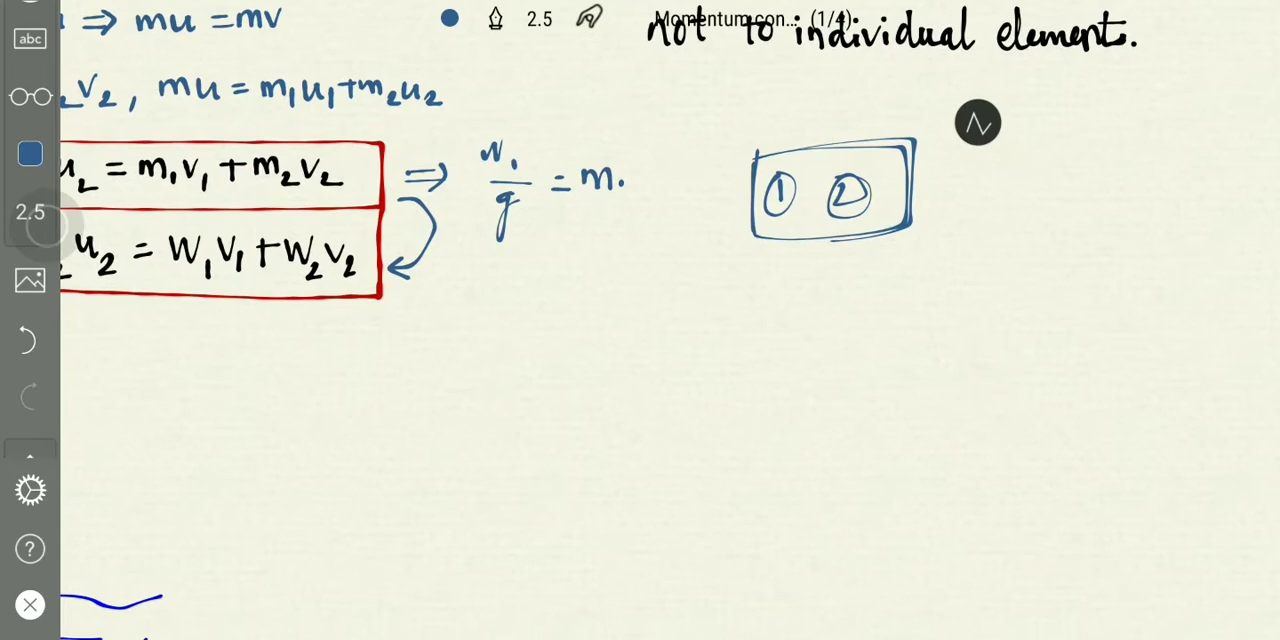 ⇒ mu = mv
2.5 Momentum con... (1/4)
not to individual element.
abc
v₂, mu = m₁u₁+m₂u₂
u₂ = m₁v₁ + m₂v₂ ⇒ W₁/g = m₁
① ②
2.5
u₂ = W₁v₁ + W₂v₂
?